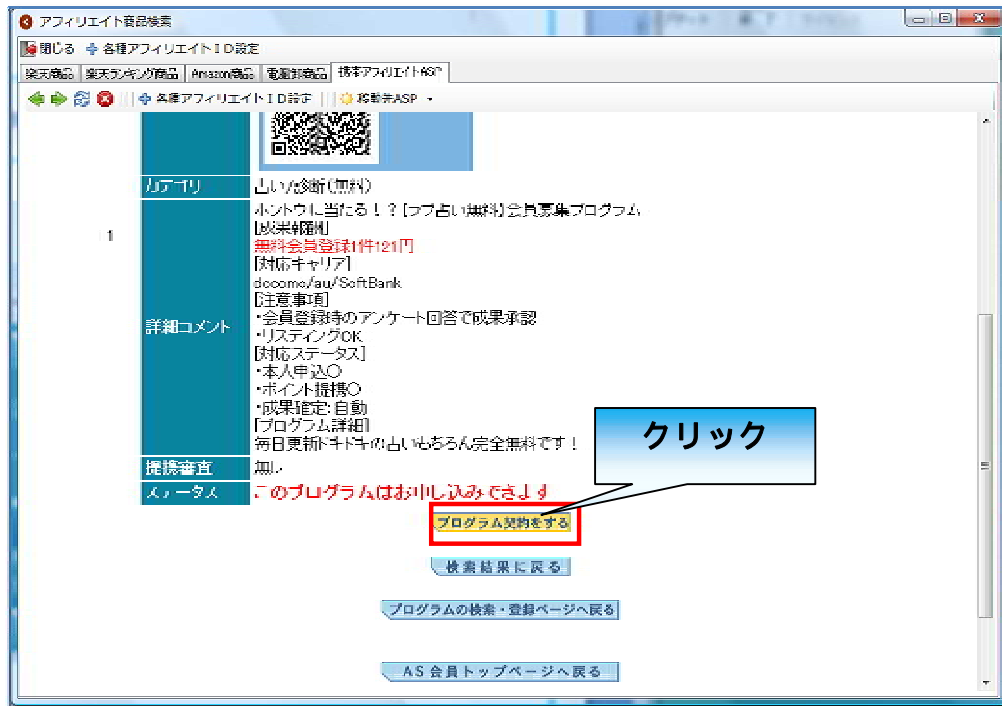 アフィリエイト商品検索
閉じる 各種アフィリエイトID設定
楽天商品 楽天ランキング商品 Amazon商品 電脳卸商品 携帯アフィリエイトASP
各種アフィリエイトID設定 移動先ASP
カテゴリ 占い/診断(無料)
1
詳細コメント
ホントウに当たる！？[ラブ占い無料]会員募集プログラム
[成果報酬]
無料会員登録1件121円
[対応キャリア]
docomo/au/SoftBank
[注意事項]
・会員登録時のアンケート回答で成果承認
・リスティングOK
[対応ステータス]
・本人申込○
・ポイント提携○
・成果確定:自動
[プログラム詳細]
毎日更新ドキドキの占いもちろん完全無料です！
クリック
提携審査 無し
ステータス このプログラムはお申し込みできます
プログラム契約をする
検索結果に戻る
プログラムの検索・登録ページへ戻る
AS会員トップページへ戻る